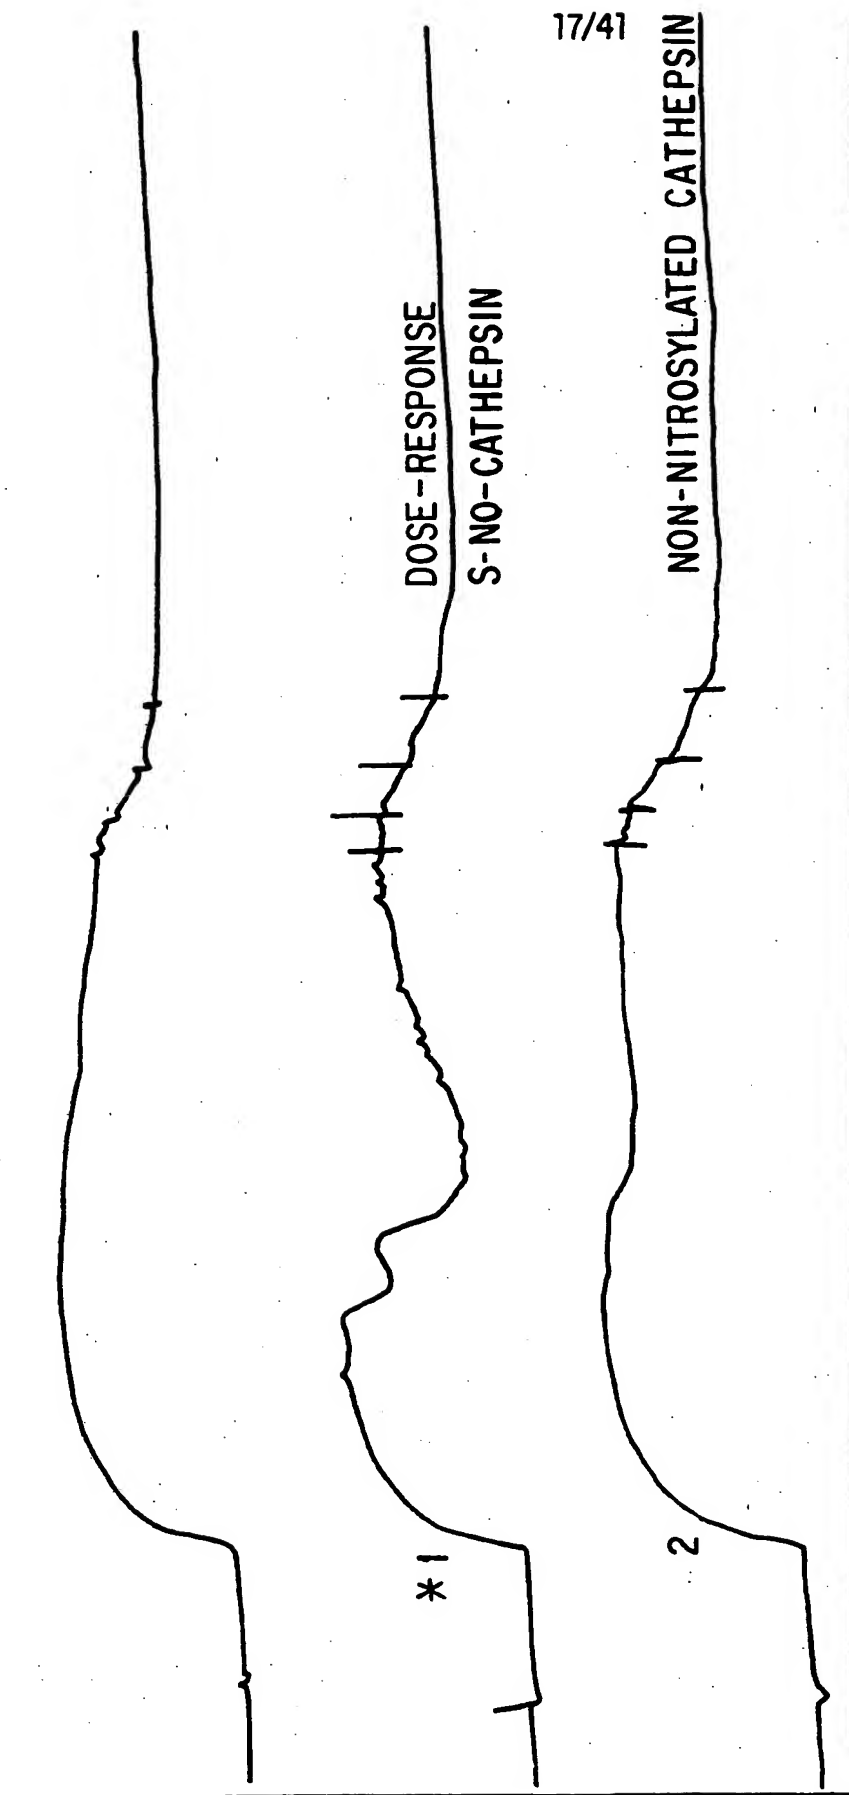 17/41
DOSE-RESPONSE
S-NO-CATHEPSIN
NON-NITROSYLATED CATHEPSIN
*1
2